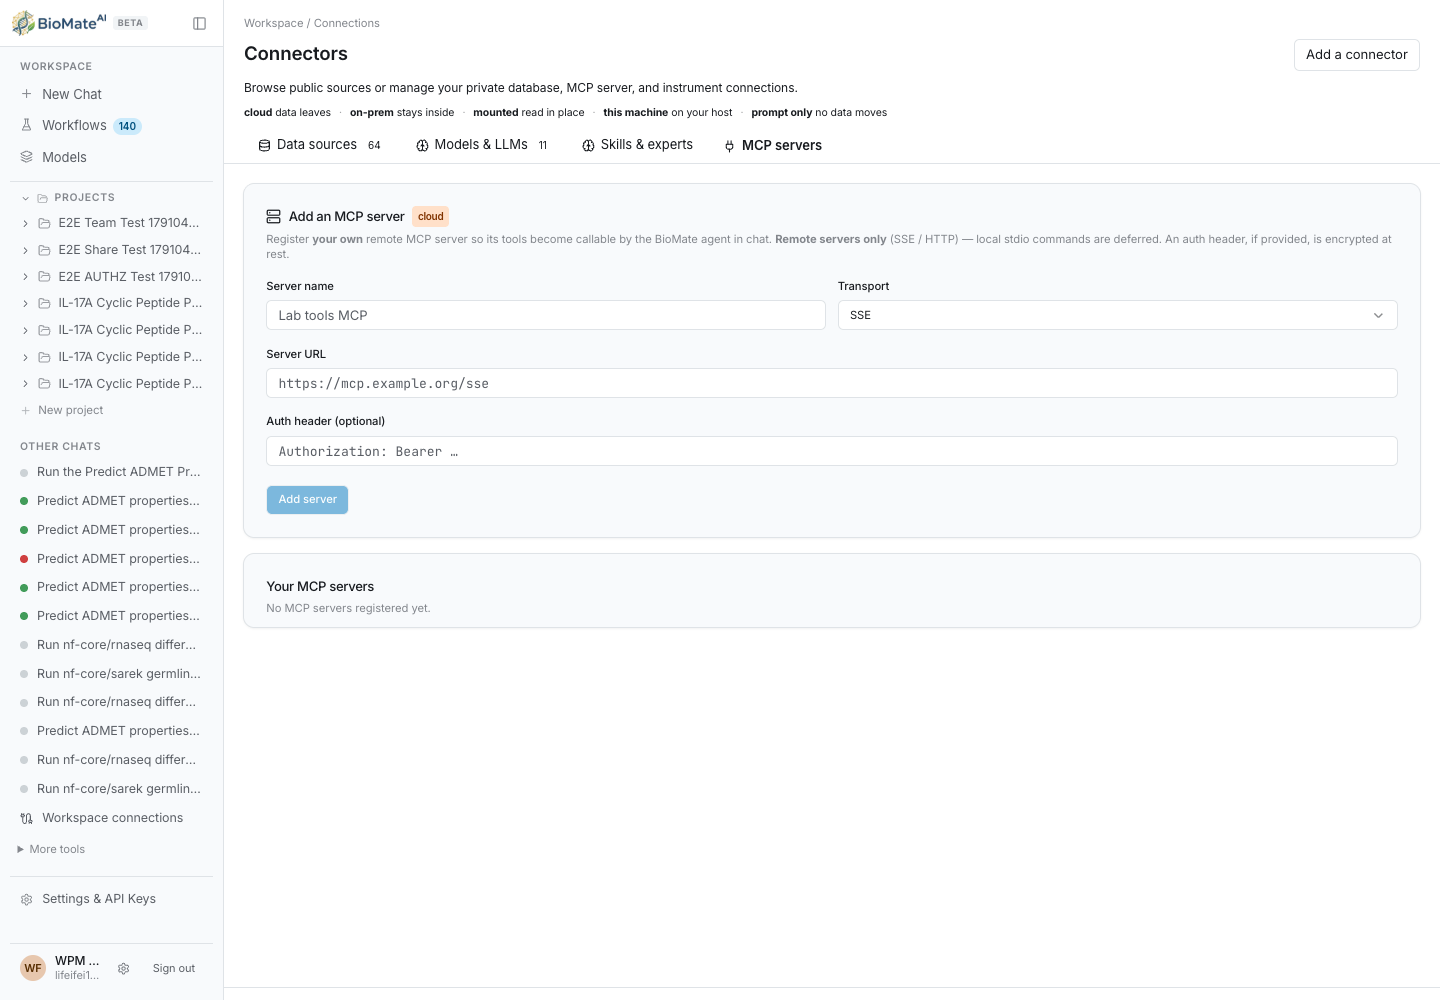 BioMate AI BETA
WORKSPACE
New Chat
Workflows 140
Models
PROJECTS
E2E Team Test 179104...
E2E Share Test 179104...
E2E AUTHZ Test 17910...
IL-17A Cyclic Peptide P...
IL-17A Cyclic Peptide P...
IL-17A Cyclic Peptide P...
IL-17A Cyclic Peptide P...
+ New project
OTHER CHATS
Run the Predict ADMET Pr...
Predict ADMET properties...
Predict ADMET properties...
Predict ADMET properties...
Predict ADMET properties...
Predict ADMET properties...
Run nf-core/rnaseq differ...
Run nf-core/sarek germlin...
Run nf-core/rnaseq differ...
Predict ADMET properties...
Run nf-core/rnaseq differ...
Run nf-core/sarek germlin...
Workspace connections
More tools
Settings & API Keys
WF WPM ...
lifeifei1...
Sign out
Workspace / Connections
Connectors
Add a connector
Browse public sources or manage your private database, MCP server, and instrument connections.
cloud data leaves · on-prem stays inside · mounted read in place · this machine on your host · prompt only no data moves
Data sources 64 Models & LLMs 11 Skills & experts MCP servers
Add an MCP server cloud
Register your own remote MCP server so its tools become callable by the BioMate agent in chat. Remote servers only (SSE / HTTP) — local stdio commands are deferred. An auth header, if provided, is encrypted at
rest.
Server name
Lab tools MCP
Transport
SSE
Server URL
https://mcp.example.org/sse
Auth header (optional)
Authorization: Bearer …
Add server
Your MCP servers
No MCP servers registered yet.